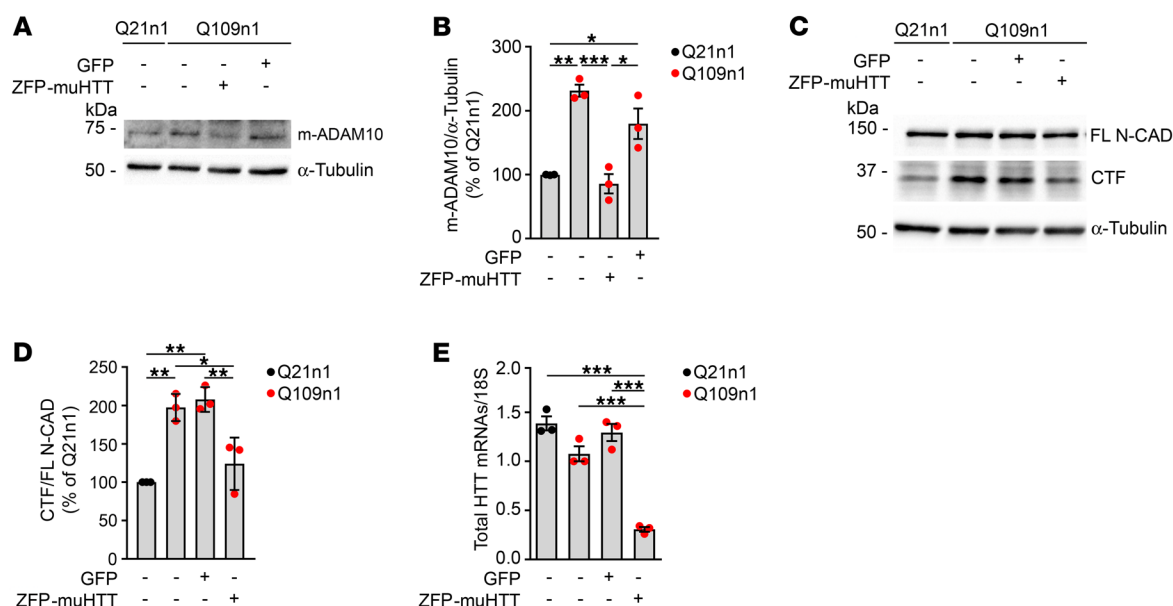 A
Q21n1 Q109n1
GFP - - - +
ZFP-muHTT - - + -
kDa
75 - m-ADAM10
50 - α-Tubulin
B
m-ADAM10/α-Tubulin
(% of Q21n1)
300
200
100
0
*
** *** *
Q21n1
Q109n1
GFP - - - +
ZFP-muHTT - - + -
C
Q21n1 Q109n1
GFP - - + -
ZFP-muHTT - - - +
kDa
150 - FL N-CAD
37 - CTF
50 - α-Tubulin
D
CTF/FL N-CAD
(% of Q21n1)
250
200
150
100
50
0
**
*
** **
Q21n1
Q109n1
GFP - - + -
ZFP-muHTT - - - +
E
Total HTT mRNAs/18S
2.0
1.5
1.0
0.5
0.0
***
***
***
Q21n1
Q109n1
GFP - - + -
ZFP-muHTT - - - +